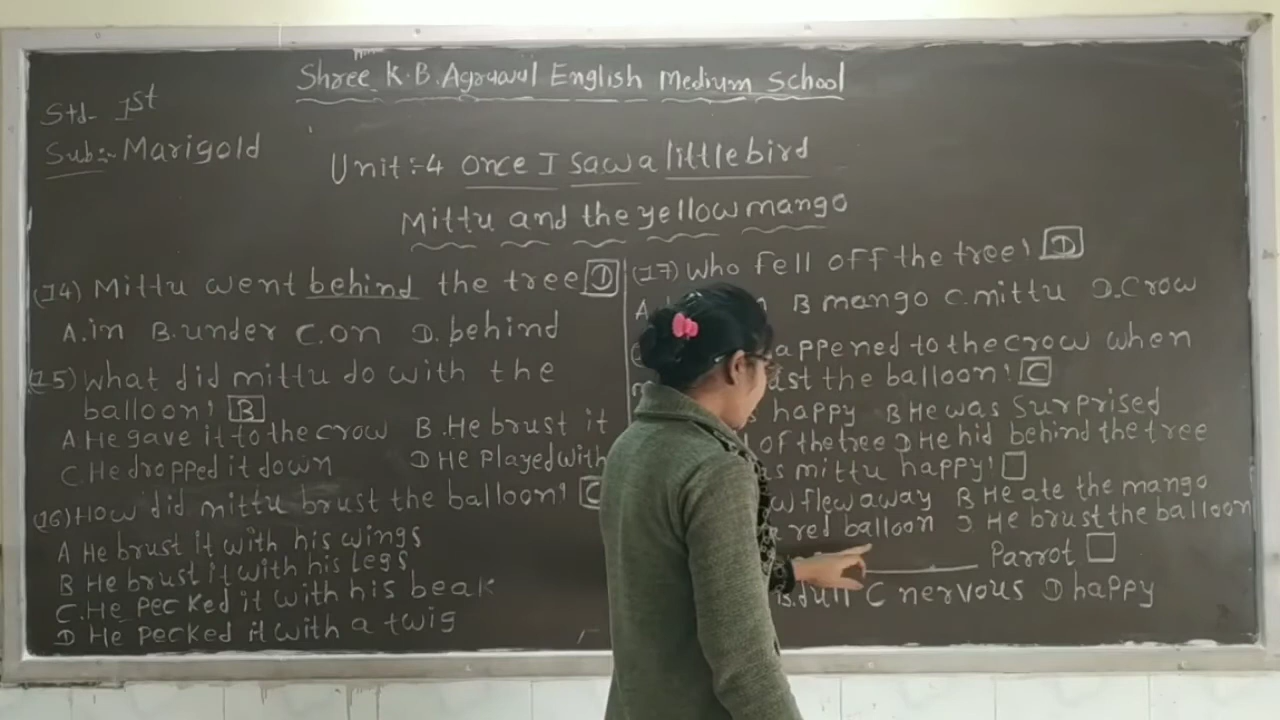 Shree K.B. Agrawal English Medium School
Std- 1st
Sub:- Marigold
Unit:-4 Once I saw a little bird
Mittu and the yellow mango
(14) Mittu went behind the tree D
A.in B.under C.on D.behind
(15) What did mittu do with the
balloon? B
A He gave it to the crow B.He brust it
C He dropped it down D He Played with
(16) How did mittu brust the balloon? C
A He brust it with his wings
B He brust it with his legs
C.He pecked it with his beak
D He pecked it with a twig
(17) Who fell off the tree? D
A B mango C.mittu D.Crow
appened to the crow when
ust the balloon? C
happy B He was Surprised
of the tree D He hid behind the tree
s mittu happy?
w flew away B He ate the mango
red balloon D He brust the balloon
Parrot
B.dull C nervous D happy